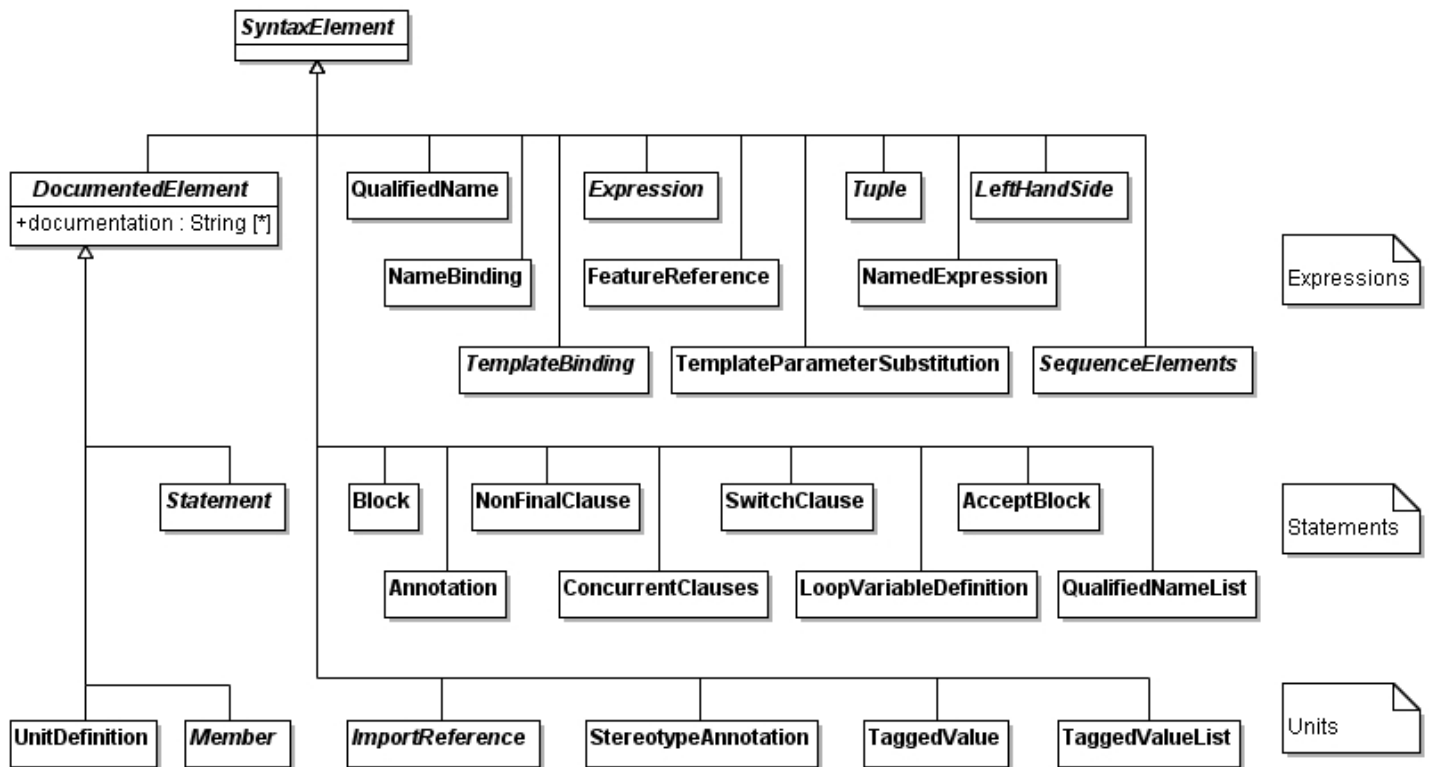 SyntaxElement
DocumentedElement
+documentation : String [*]
QualifiedName
Expression
Tuple
LeftHandSide
NameBinding
FeatureReference
NamedExpression
Expressions
TemplateBinding
TemplateParameterSubstitution
SequenceElements
Statement
Block
NonFinalClause
SwitchClause
AcceptBlock
Statements
Annotation
ConcurrentClauses
LoopVariableDefinition
QualifiedNameList
UnitDefinition
Member
ImportReference
StereotypeAnnotation
TaggedValue
TaggedValueList
Units